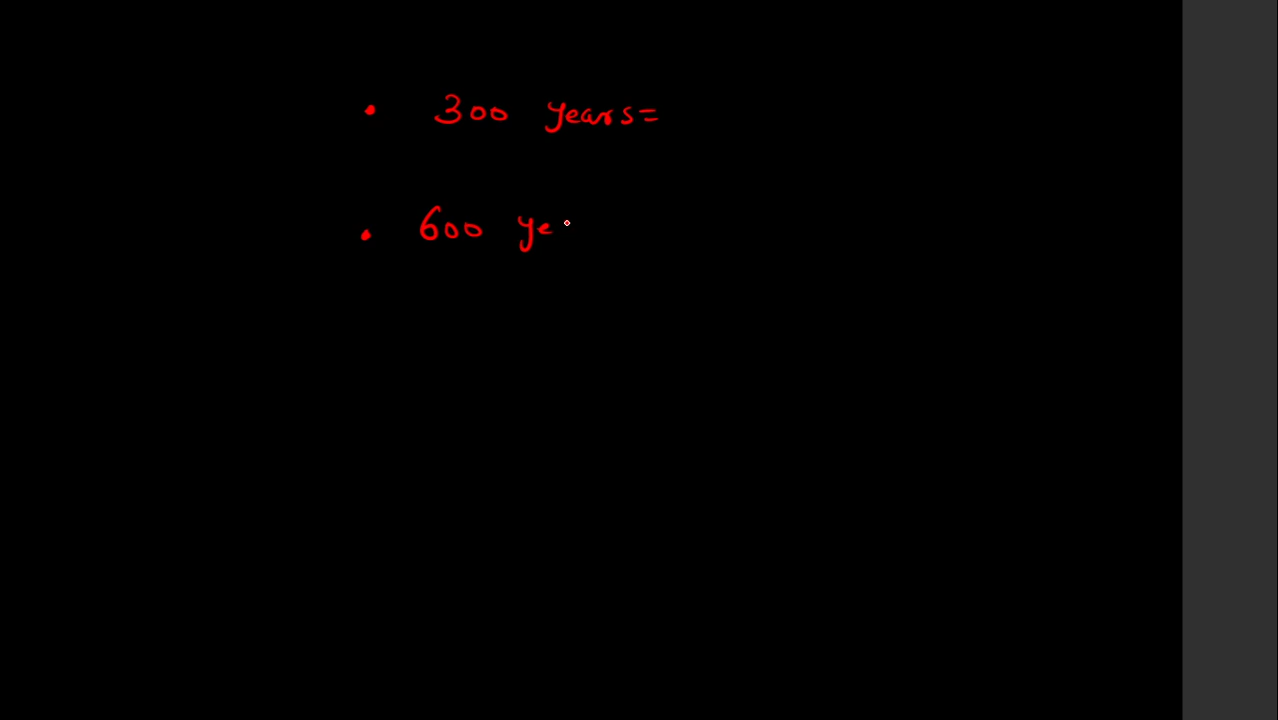 • 300 years=
• 600 ye